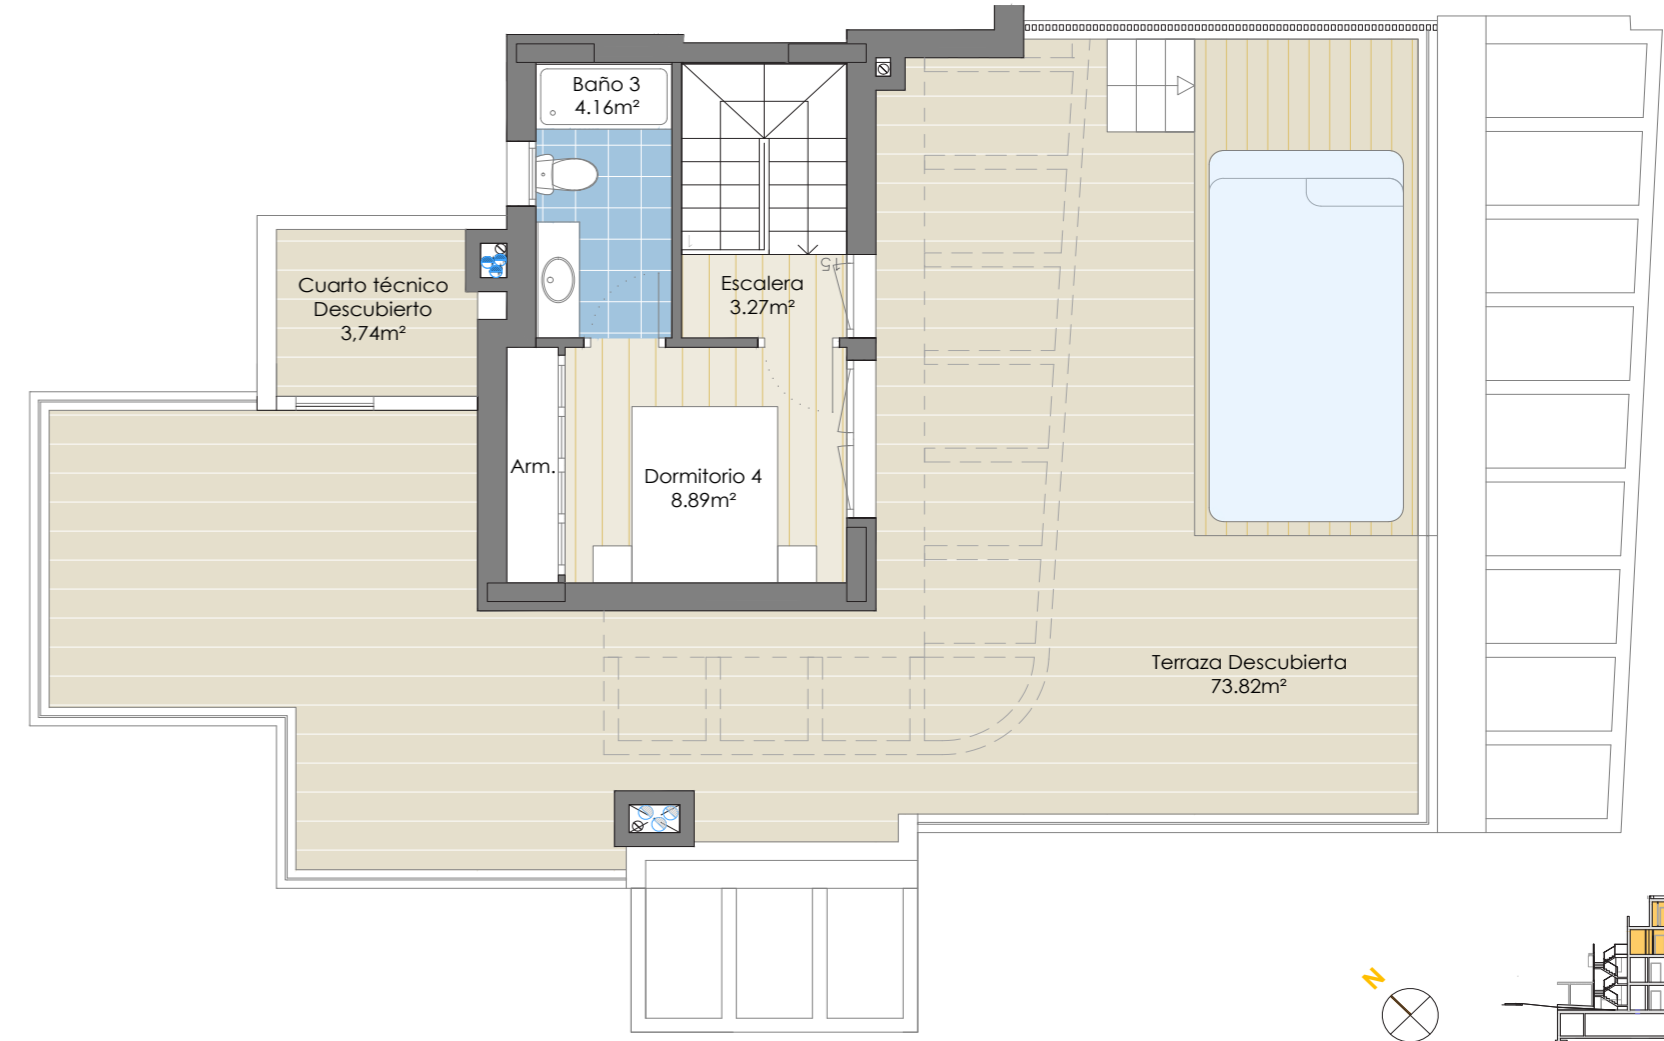 Baño 3
4.16m²
Cuarto técnico
Descubierto
3,74m²
Escalera
3.27m²
15
Arm.
Dormitorio 4
8.89m²
Terraza Descubierta
73.82m²
N